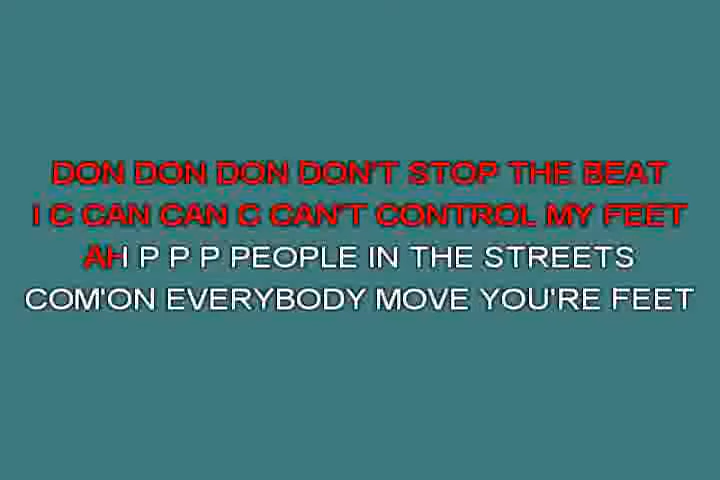 DON DON DON DON'T STOP THE BEAT
I C CAN CAN C CAN'T CONTROL MY FEET
AH P P P PEOPLE IN THE STREETS
COM'ON EVERYBODY MOVE YOU'RE FEET